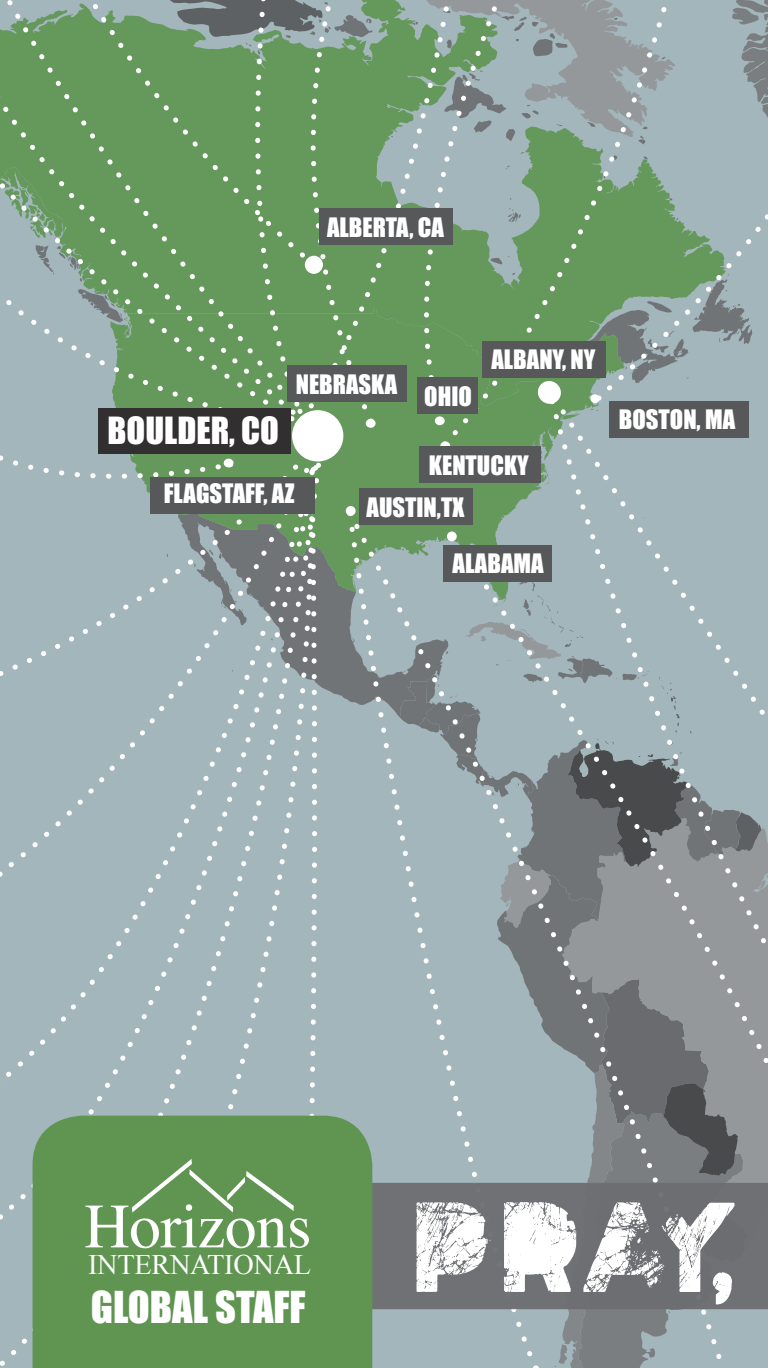 ALBERTA, CA
ALBANY, NY
NEBRASKA
OHIO
BOSTON, MA
BOULDER, CO
KENTUCKY
FLAGSTAFF, AZ
AUSTIN,TX
ALABAMA
Horizons
INTERNATIONAL
GLOBAL STAFF
PRAY,